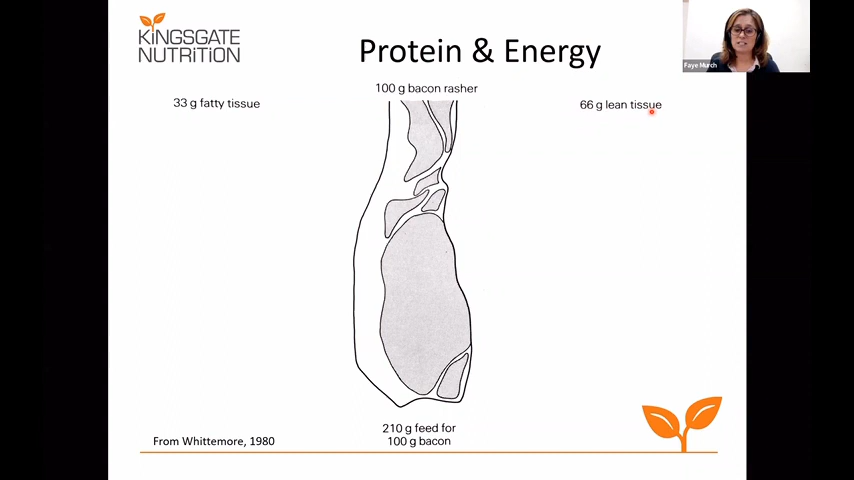 KiNGSGATE
NUTRiTiON
Protein & Energy
Faye Murch
100 g bacon rasher
33 g fatty tissue
66 g lean tissue
210 g feed for
100 g bacon
From Whittemore, 1980